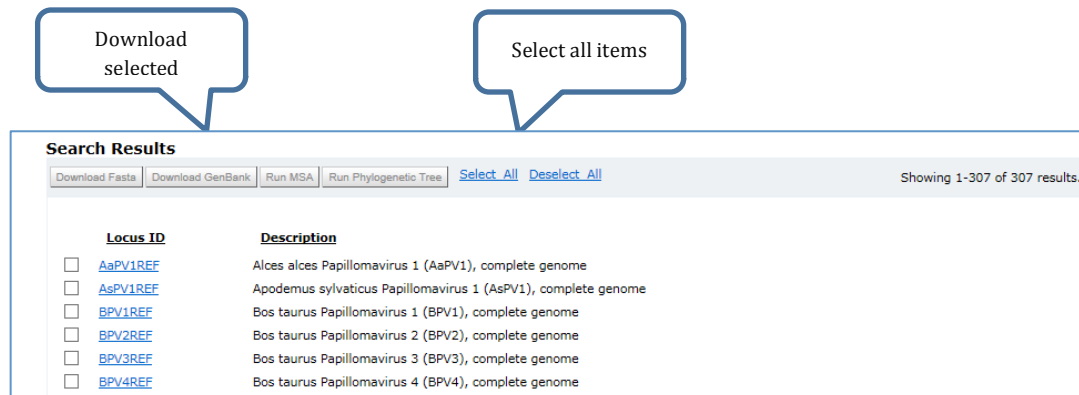 Download
selected
Select all items
Search Results
Download Fasta Download GenBank Run MSA Run Phylogenetic Tree Select All Deselect All Showing 1-307 of 307 results.
Locus ID Description
AaPV1REF Alces alces Papillomavirus 1 (AaPV1), complete genome
AsPV1REF Apodemus sylvaticus Papillomavirus 1 (AsPV1), complete genome
BPV1REF Bos taurus Papillomavirus 1 (BPV1), complete genome
BPV2REF Bos taurus Papillomavirus 2 (BPV2), complete genome
BPV3REF Bos taurus Papillomavirus 3 (BPV3), complete genome
BPV4REF Bos taurus Papillomavirus 4 (BPV4), complete genome